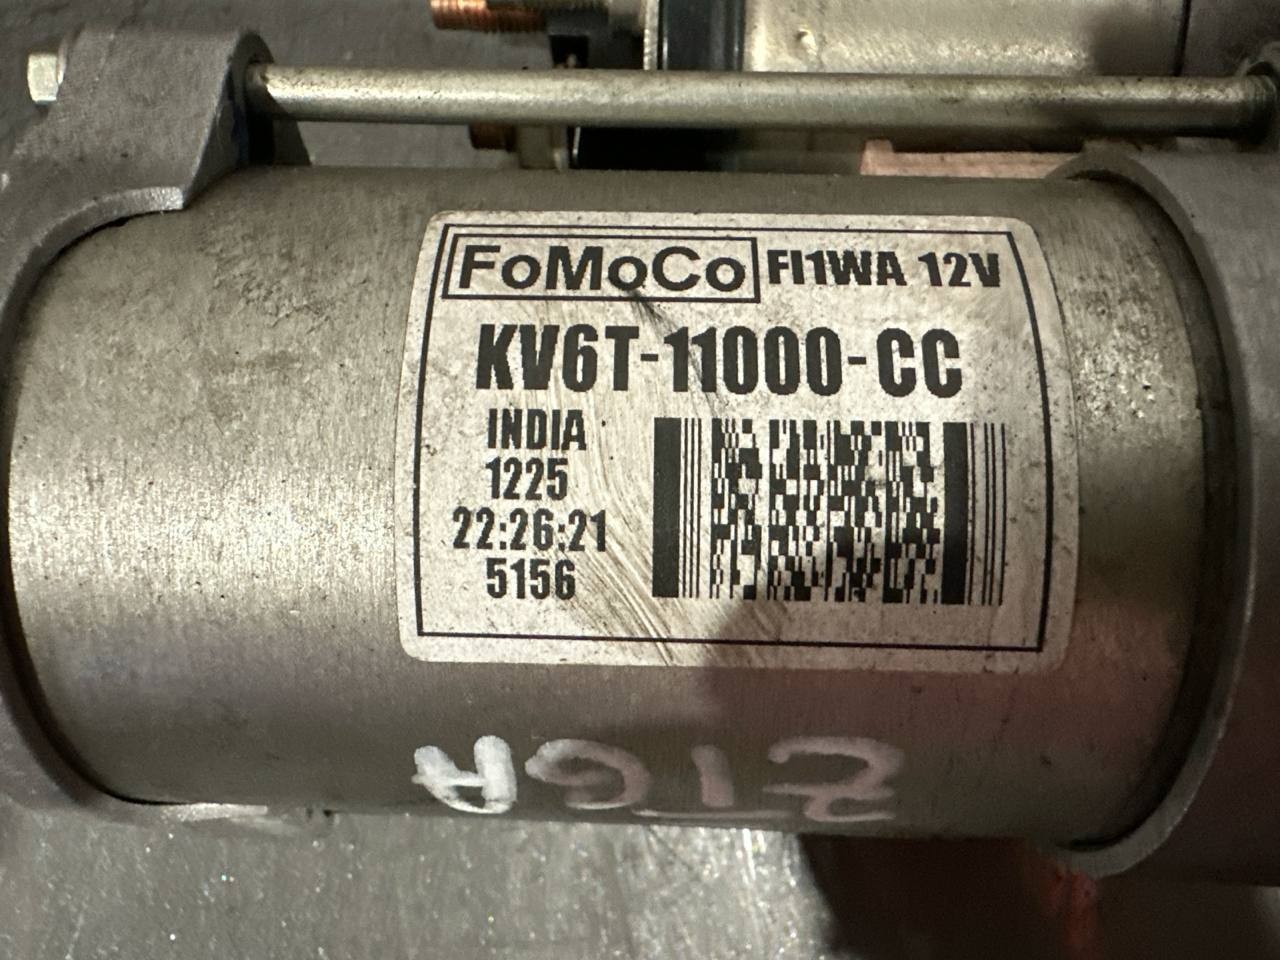 FoMoCo FI1WA 12V
KV6T-11000-CC
INDIA
1225
22:26:21
5156